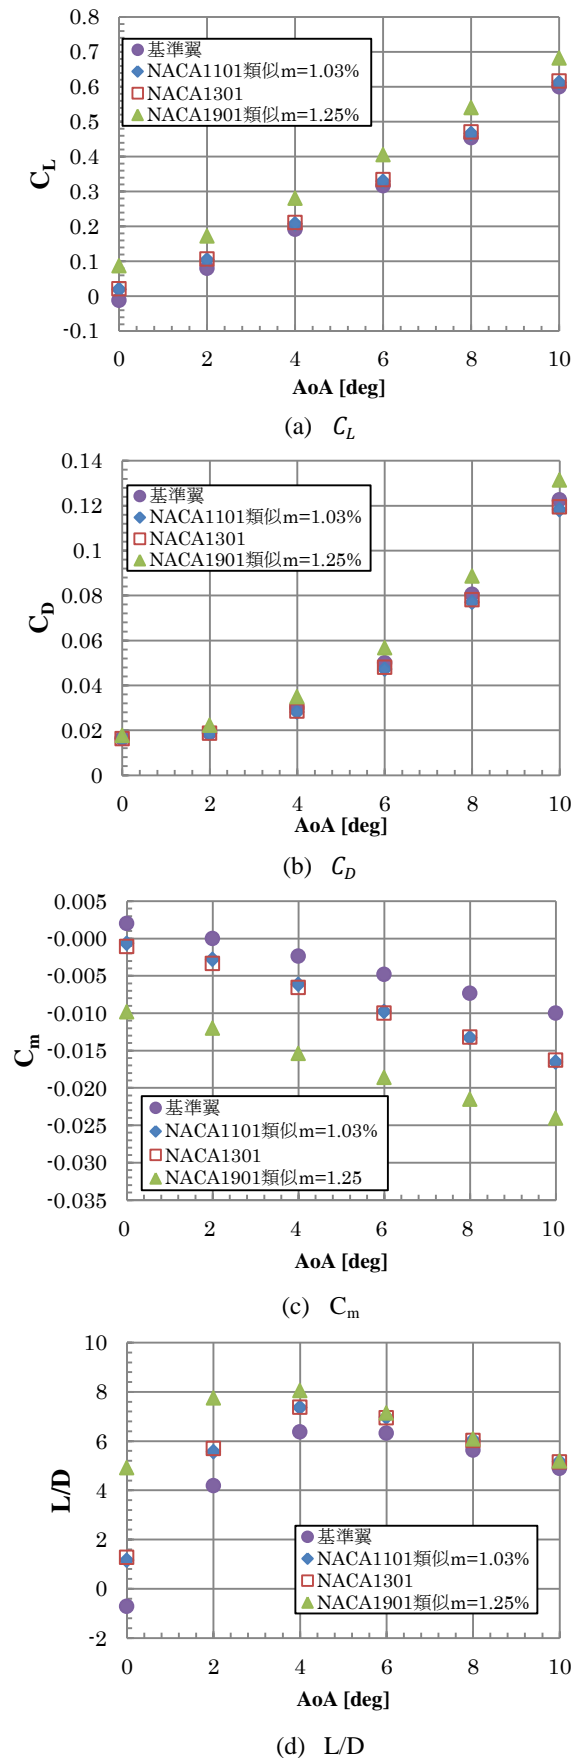 0.8
0.7
0.6
0.5
0.4
0.3
0.2
0.1
0
-0.1
C_L
基準翼
NACA1101類似m=1.03%
NACA1301
NACA1901類似m=1.25%
0 2 4 6 8 10
AoA [deg]
(a) C_L
0.14
0.12
0.1
0.08
0.06
0.04
0.02
0
C_D
基準翼
NACA1101類似m=1.03%
NACA1301
NACA1901類似m=1.25%
0 2 4 6 8 10
AoA [deg]
(b) C_D
0.005
-0.000
-0.005
-0.010
-0.015
-0.020
-0.025
-0.030
-0.035
C_m
基準翼
NACA1101類似m=1.03%
NACA1301
NACA1901類似m=1.25
0 2 4 6 8 10
AoA [deg]
(c) C_m
10
8
6
4
2
0
-2
L/D
基準翼
NACA1101類似m=1.03%
NACA1301
NACA1901類似m=1.25%
0 2 4 6 8 10
AoA [deg]
(d) L/D